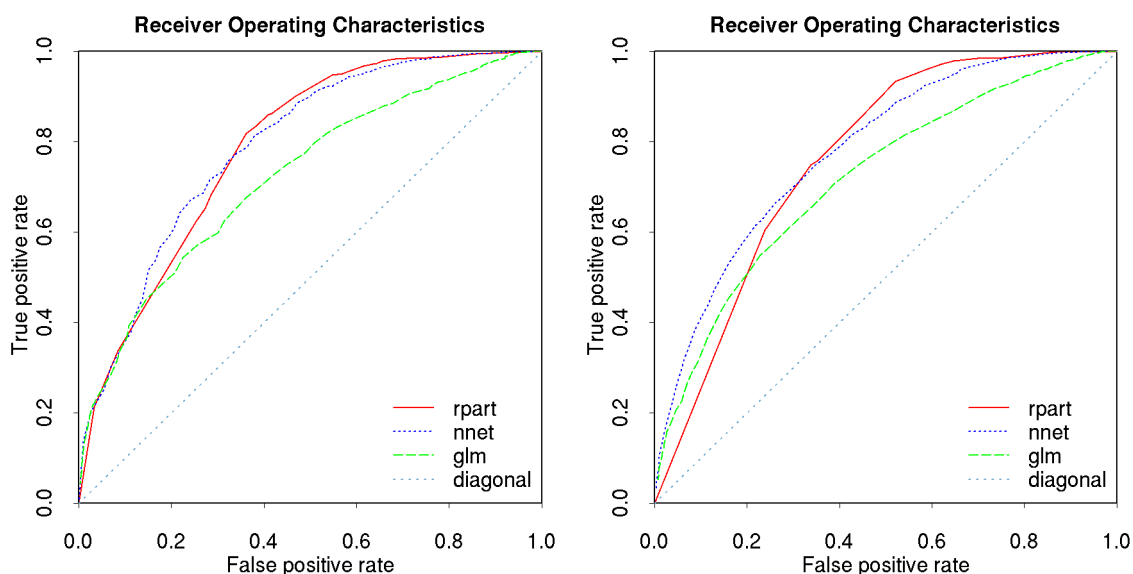 Receiver Operating Characteristics
True positive rate
1.0
0.8
0.6
0.4
0.2
0.0
rpart
nnet
glm
diagonal
0.0 0.2 0.4 0.6 0.8 1.0
False positive rate
Receiver Operating Characteristics
True positive rate
1.0
0.8
0.6
0.4
0.2
0.0
rpart
nnet
glm
diagonal
0.0 0.2 0.4 0.6 0.8 1.0
False positive rate